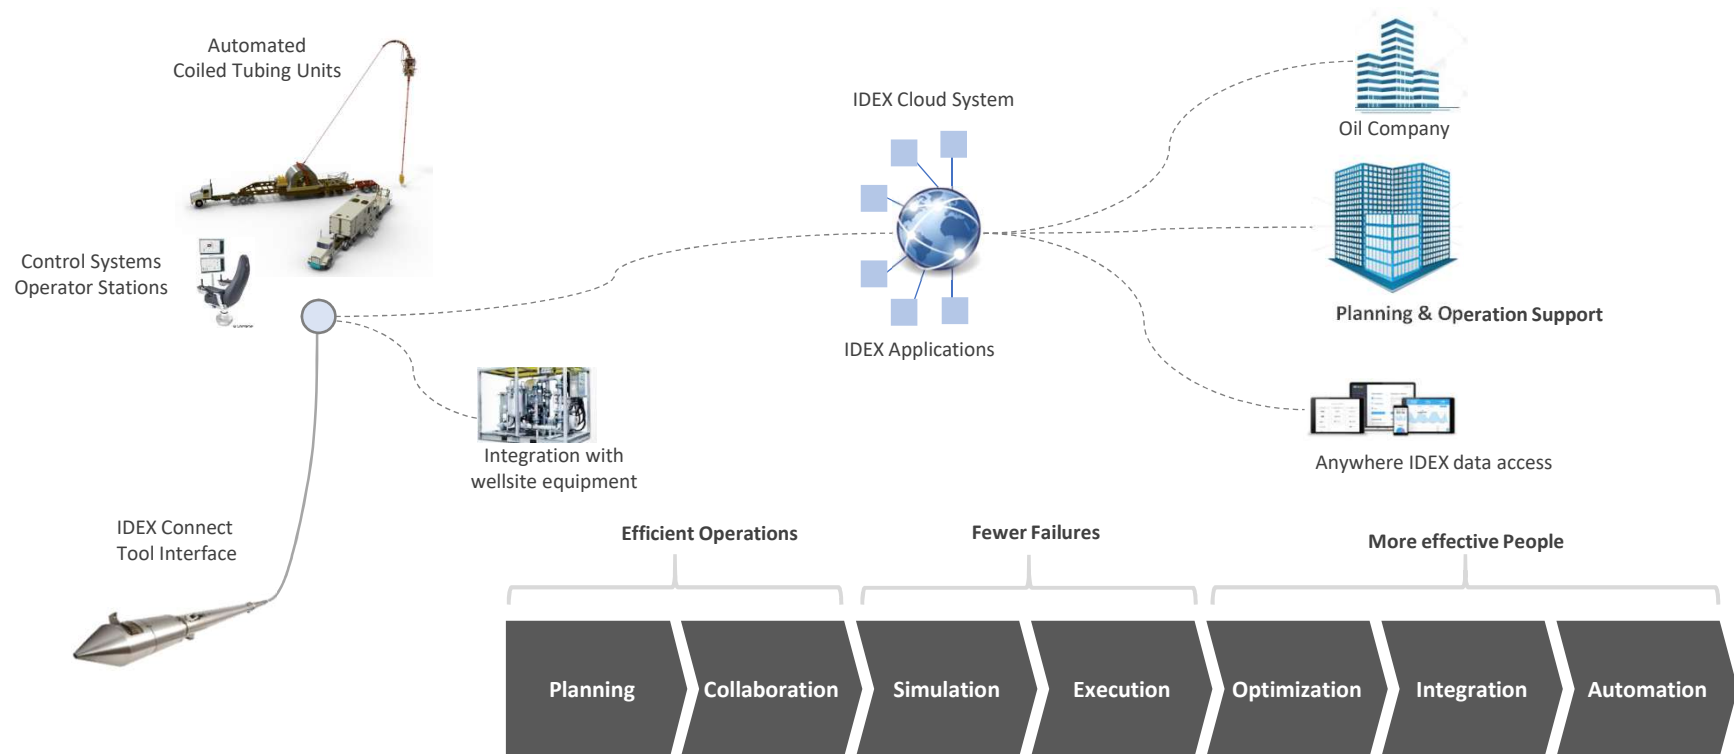 Automated
Coiled Tubing Units
IDEX Cloud System
Oil Company
Control Systems
Operator Stations
Planning & Operation Support
IDEX Applications
Integration with
wellsite equipment
Anywhere IDEX data access
IDEX Connect
Tool Interface
Efficient Operations
Fewer Failures
More effective People
Planning
Collaboration
Simulation
Execution
Optimization
Integration
Automation